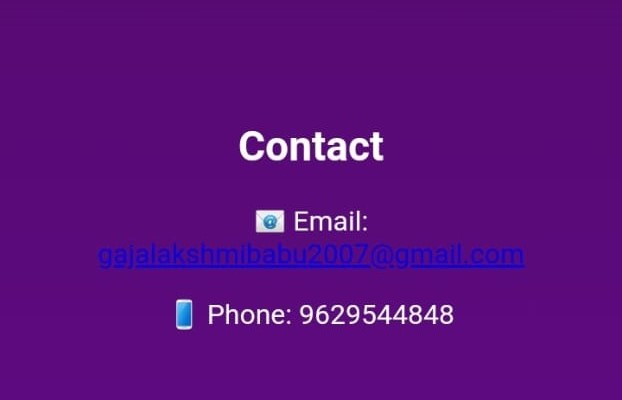 Contact
📧 Email:
gajalakshmibabu2007@gmail.com
📱 Phone: 9629544848